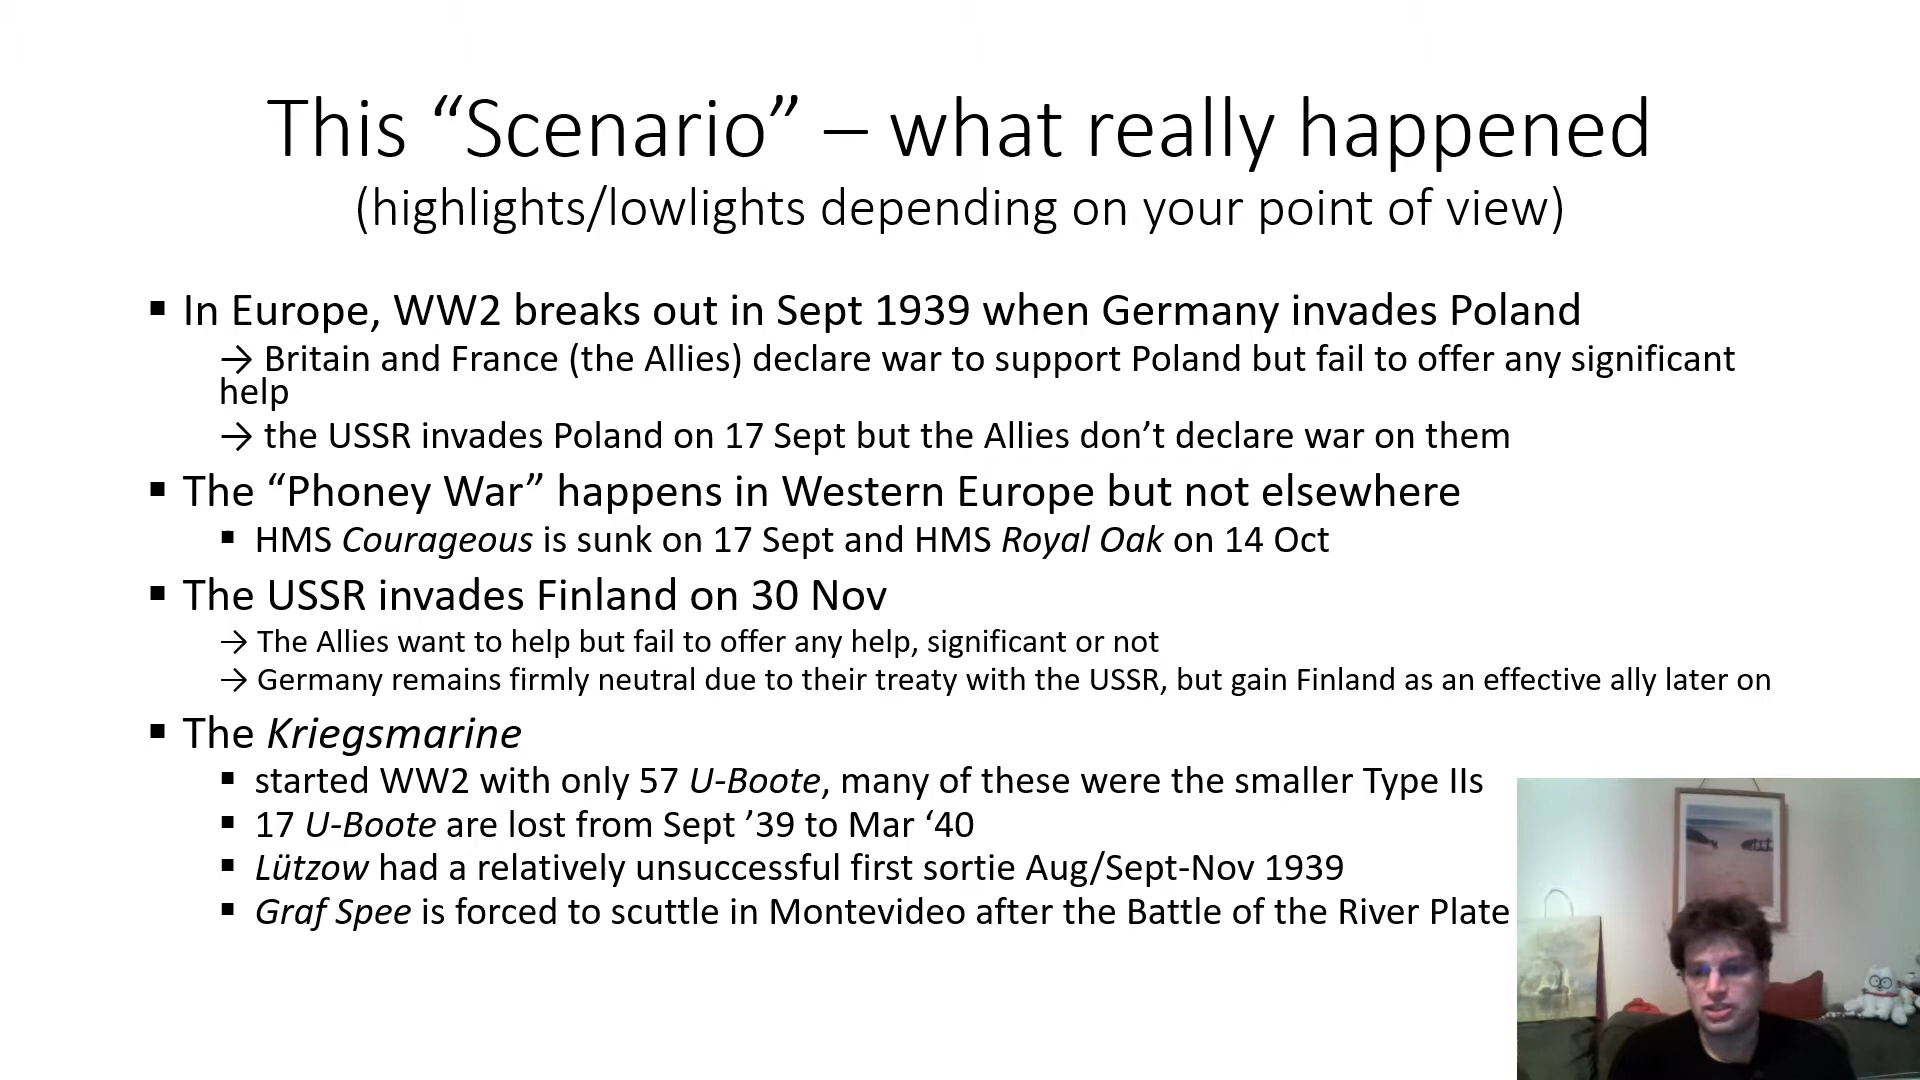 This “Scenario” – what really happened
(highlights/lowlights depending on your point of view)
▪ In Europe, WW2 breaks out in Sept 1939 when Germany invades Poland
→ Britain and France (the Allies) declare war to support Poland but fail to offer any significant
help
→ the USSR invades Poland on 17 Sept but the Allies don’t declare war on them
▪ The “Phoney War” happens in Western Europe but not elsewhere
▪ HMS Courageous is sunk on 17 Sept and HMS Royal Oak on 14 Oct
▪ The USSR invades Finland on 30 Nov
→ The Allies want to help but fail to offer any help, significant or not
→ Germany remains firmly neutral due to their treaty with the USSR, but gain Finland as an effective ally later on
▪ The Kriegsmarine
▪ started WW2 with only 57 U-Boote, many of these were the smaller Type IIs
▪ 17 U-Boote are lost from Sept ’39 to Mar ‘40
▪ Lützow had a relatively unsuccessful first sortie Aug/Sept-Nov 1939
▪ Graf Spee is forced to scuttle in Montevideo after the Battle of the River Plate